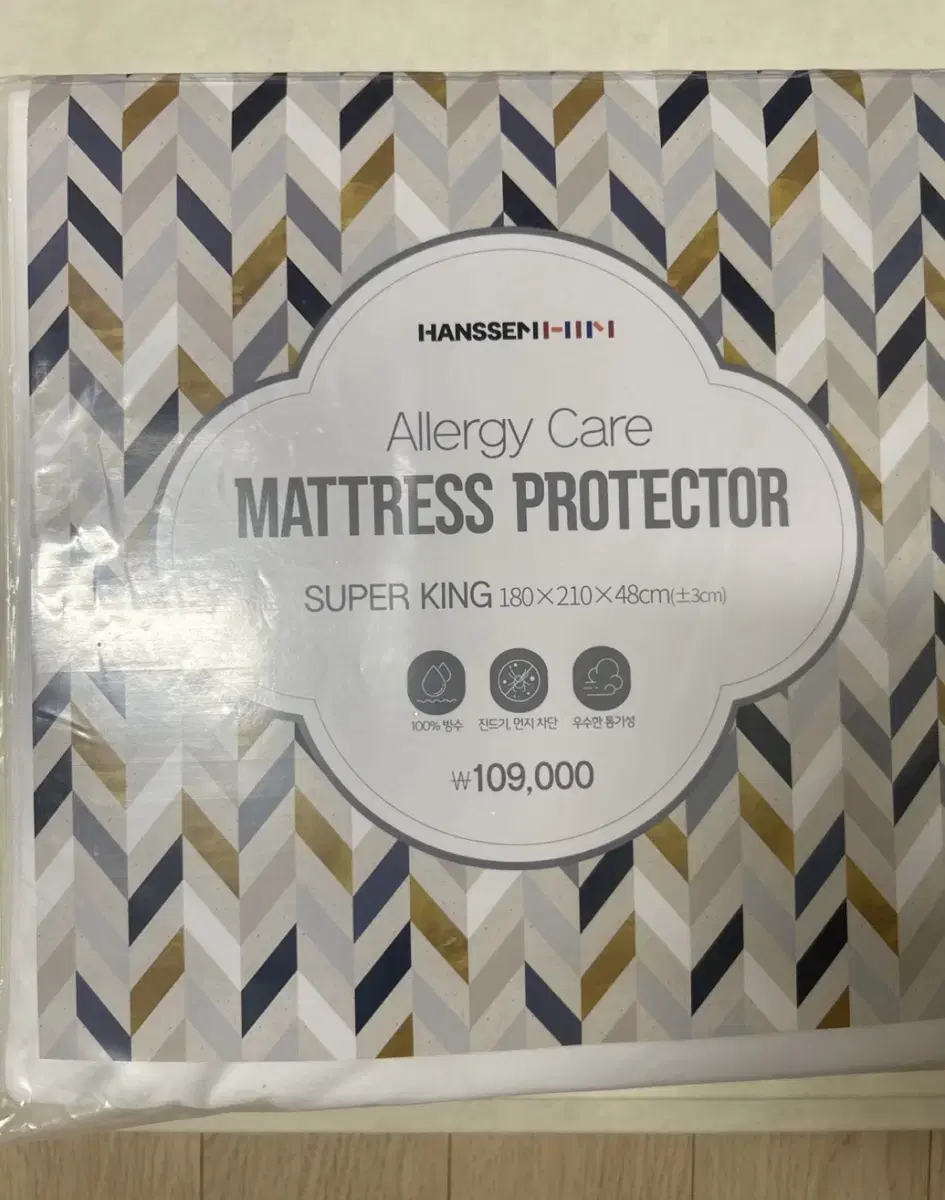 HANSSEM
Allergy Care
MATTRESS PROTECTOR
SUPER KING 180×210×48cm(±3cm)
100% 방수 진드기, 먼지 차단 우수한 통기성
₩109,000